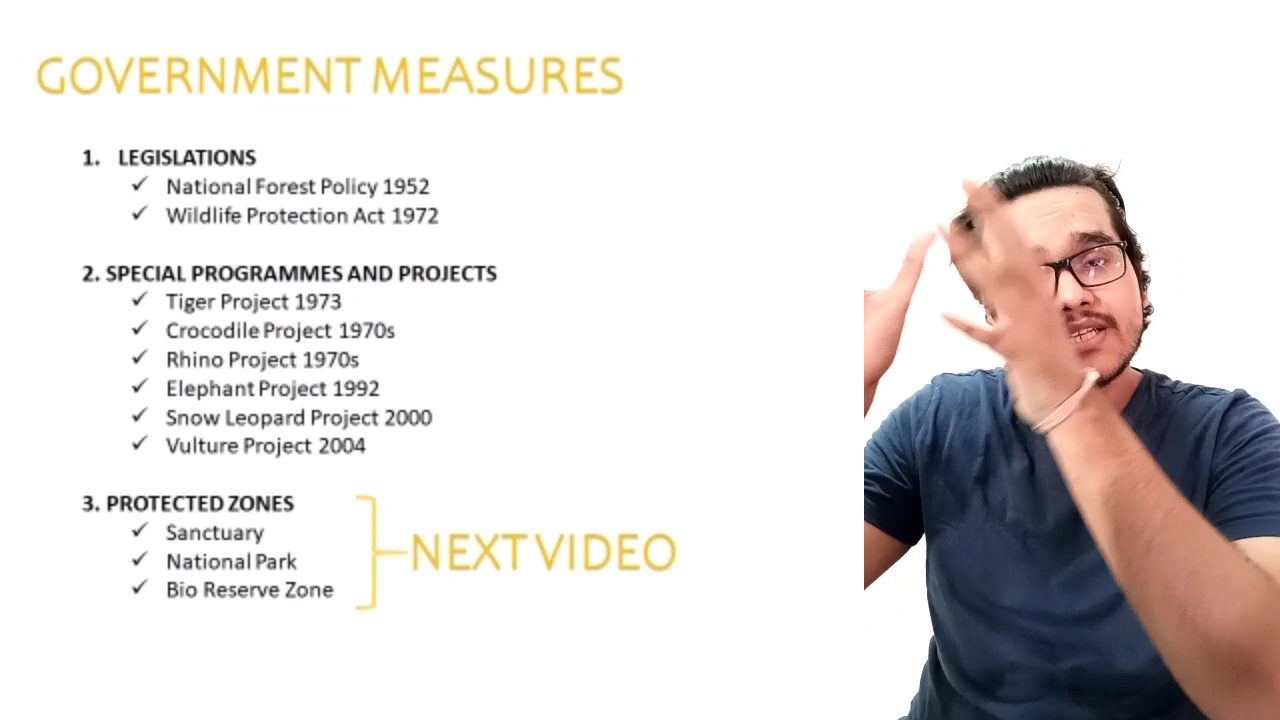 GOVERNMENT MEASURES
1. LEGISLATIONS
✓ National Forest Policy 1952
✓ Wildlife Protection Act 1972
2. SPECIAL PROGRAMMES AND PROJECTS
✓ Tiger Project 1973
✓ Crocodile Project 1970s
✓ Rhino Project 1970s
✓ Elephant Project 1992
✓ Snow Leopard Project 2000
✓ Vulture Project 2004
3. PROTECTED ZONES
✓ Sanctuary
✓ National Park
✓ Bio Reserve Zone
NEXT VIDEO